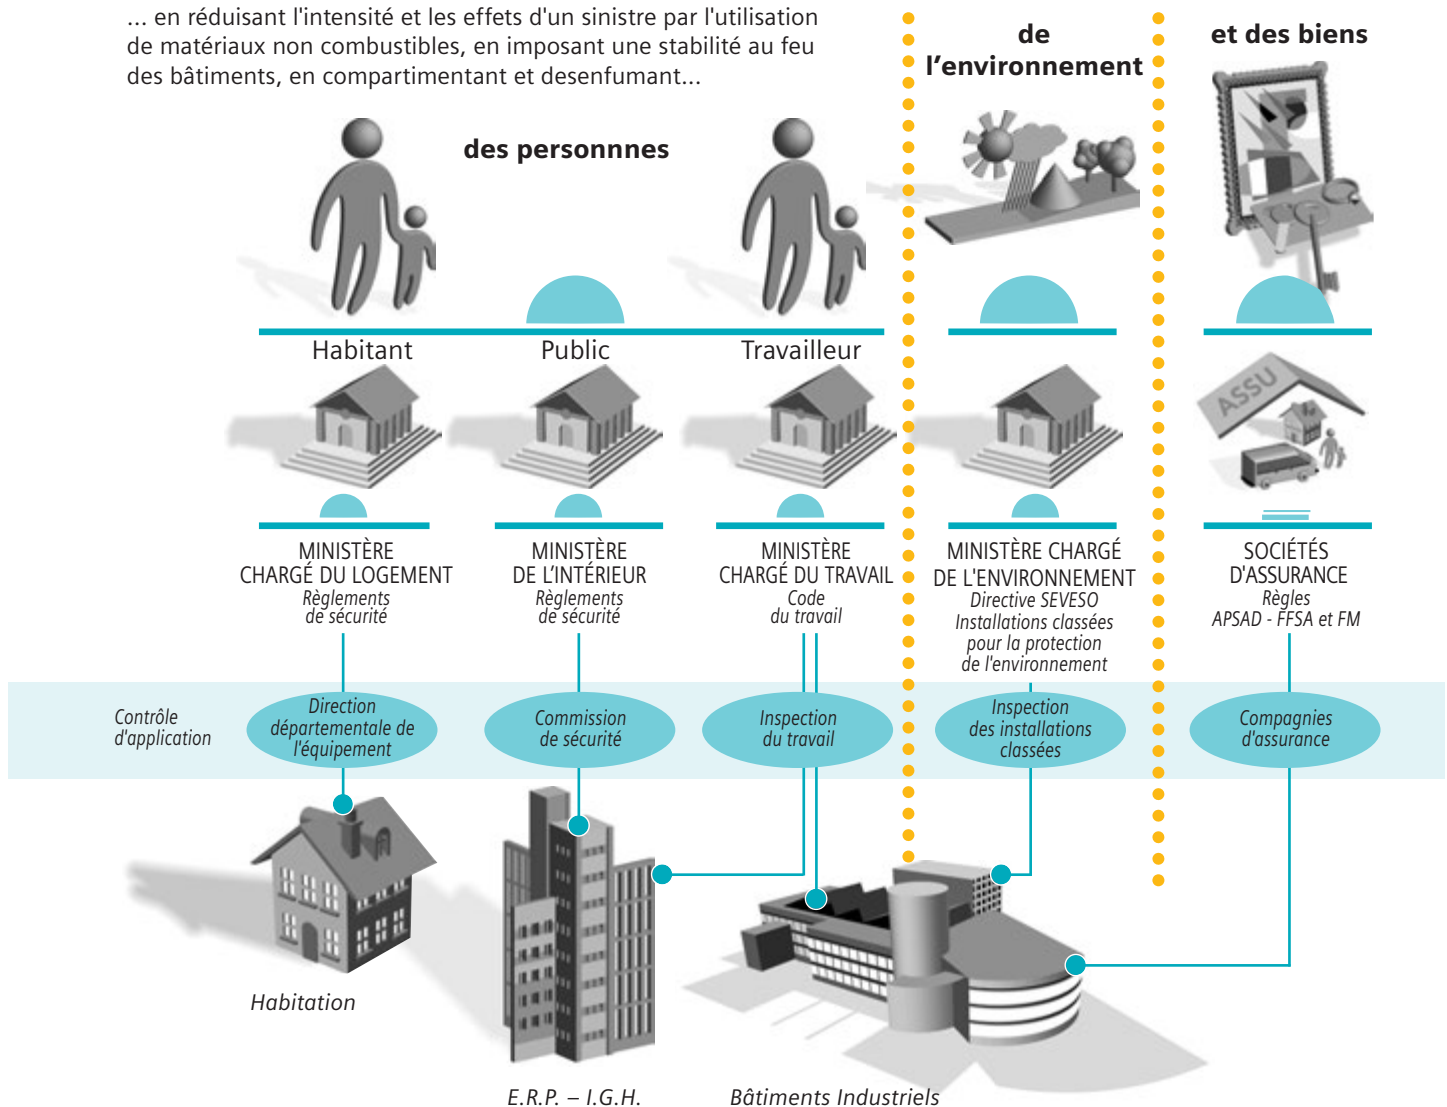 ... en réduisant l'intensité et les effets d'un sinistre par l'utilisation
de matériaux non combustibles, en imposant une stabilité au feu
des bâtiments, en compartimentant et desenfumant...
des personnnes
de
l’environnement
et des biens
Habitant
Public
Travailleur
ASSU
MINISTÈRE
CHARGÉ DU LOGEMENT
Règlements
de sécurité
MINISTÈRE
DE L’INTÉRIEUR
Règlements
de sécurité
MINISTÈRE
CHARGÉ DU TRAVAIL
Code
du travail
MINISTÈRE CHARGÉ
DE L'ENVIRONNEMENT
Directive SEVESO
Installations classées
pour la protection
de l'environnement
SOCIÉTÉS
D'ASSURANCE
Règles
APSAD - FFSA et FM
Contrôle
d'application
Direction
départementale de
l'équipement
Commission
de sécurité
Inspection
du travail
Inspection
des installations
classées
Compagnies
d'assurance
Habitation
E.R.P. – I.G.H.
Bâtiments Industriels